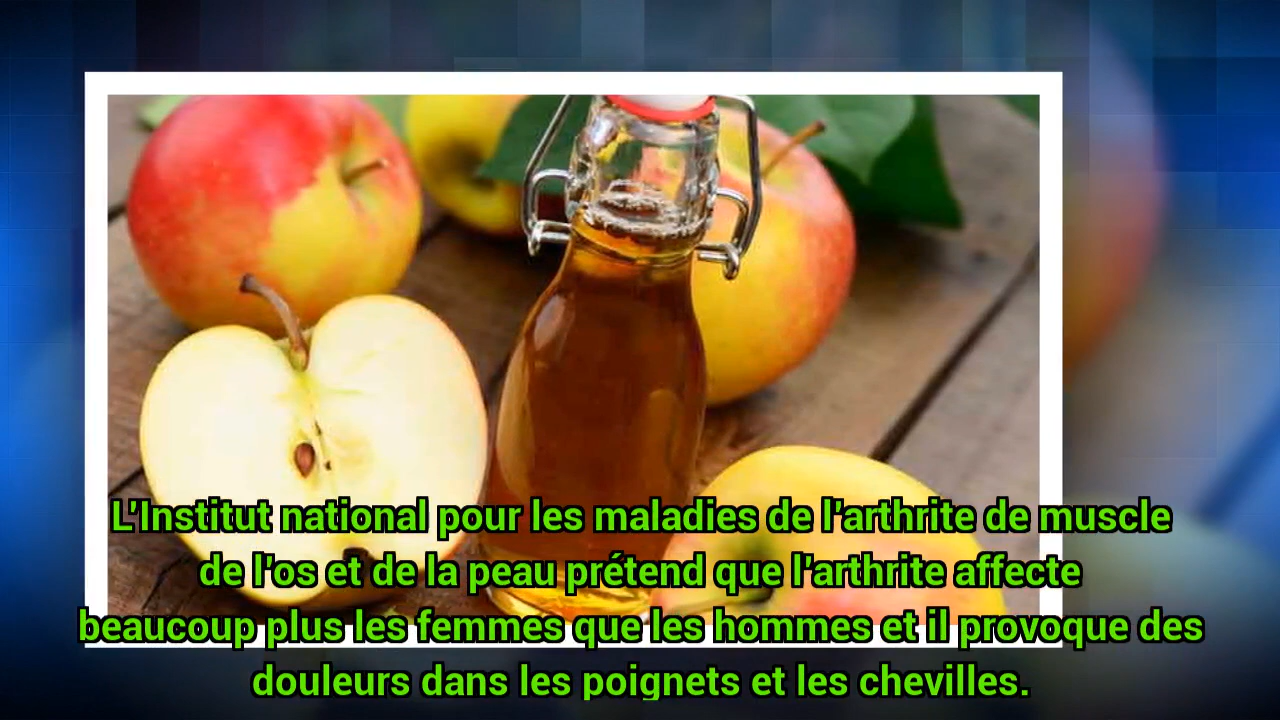 L'Institut national pour les maladies de l'arthrite de muscle
de l'os et de la peau prétend que l'arthrite affecte
beaucoup plus les femmes que les hommes et il provoque des
douleurs dans les poignets et les chevilles.